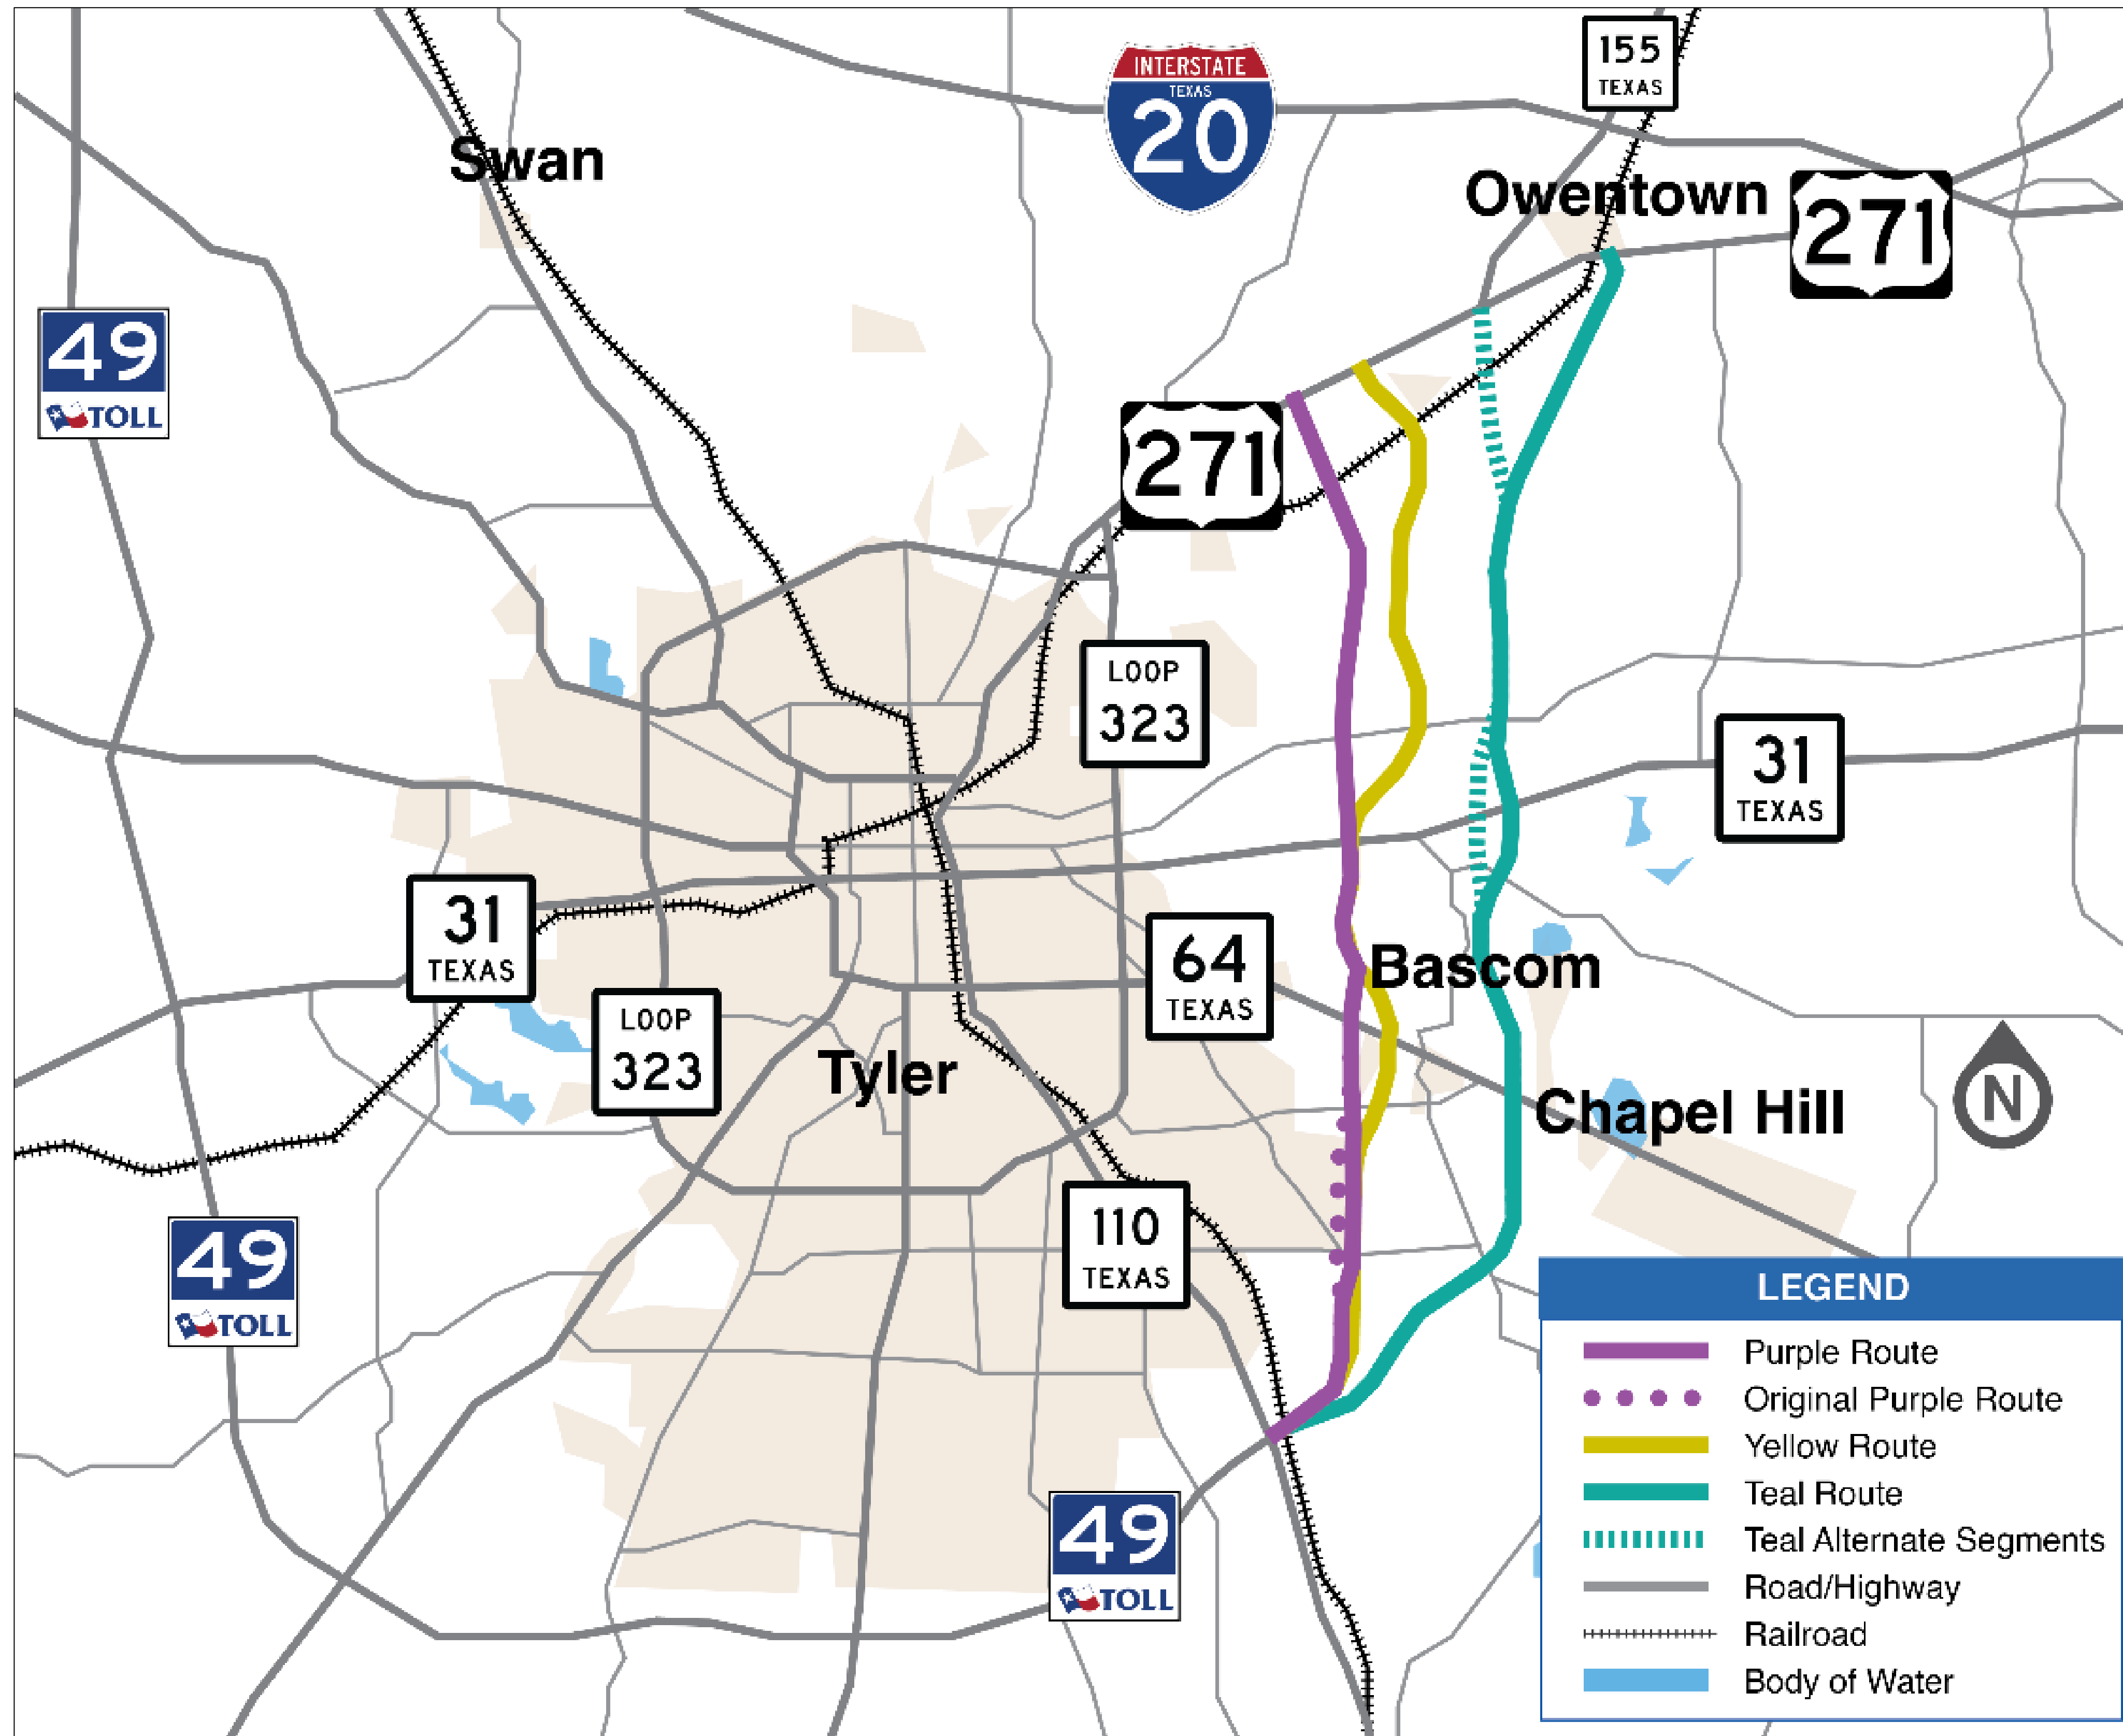 155
TEXAS
INTERSTATE
TEXAS
20
Swan
Owentown
271
49
TOLL
271
LOOP
323
31
TEXAS
31
TEXAS
64
TEXAS
Bascom
LOOP
323
Tyler
Chapel Hill
N
110
TEXAS
49
TOLL
49
TOLL
LEGEND
Purple Route
Original Purple Route
Yellow Route
Teal Route
Teal Alternate Segments
Road/Highway
Railroad
Body of Water